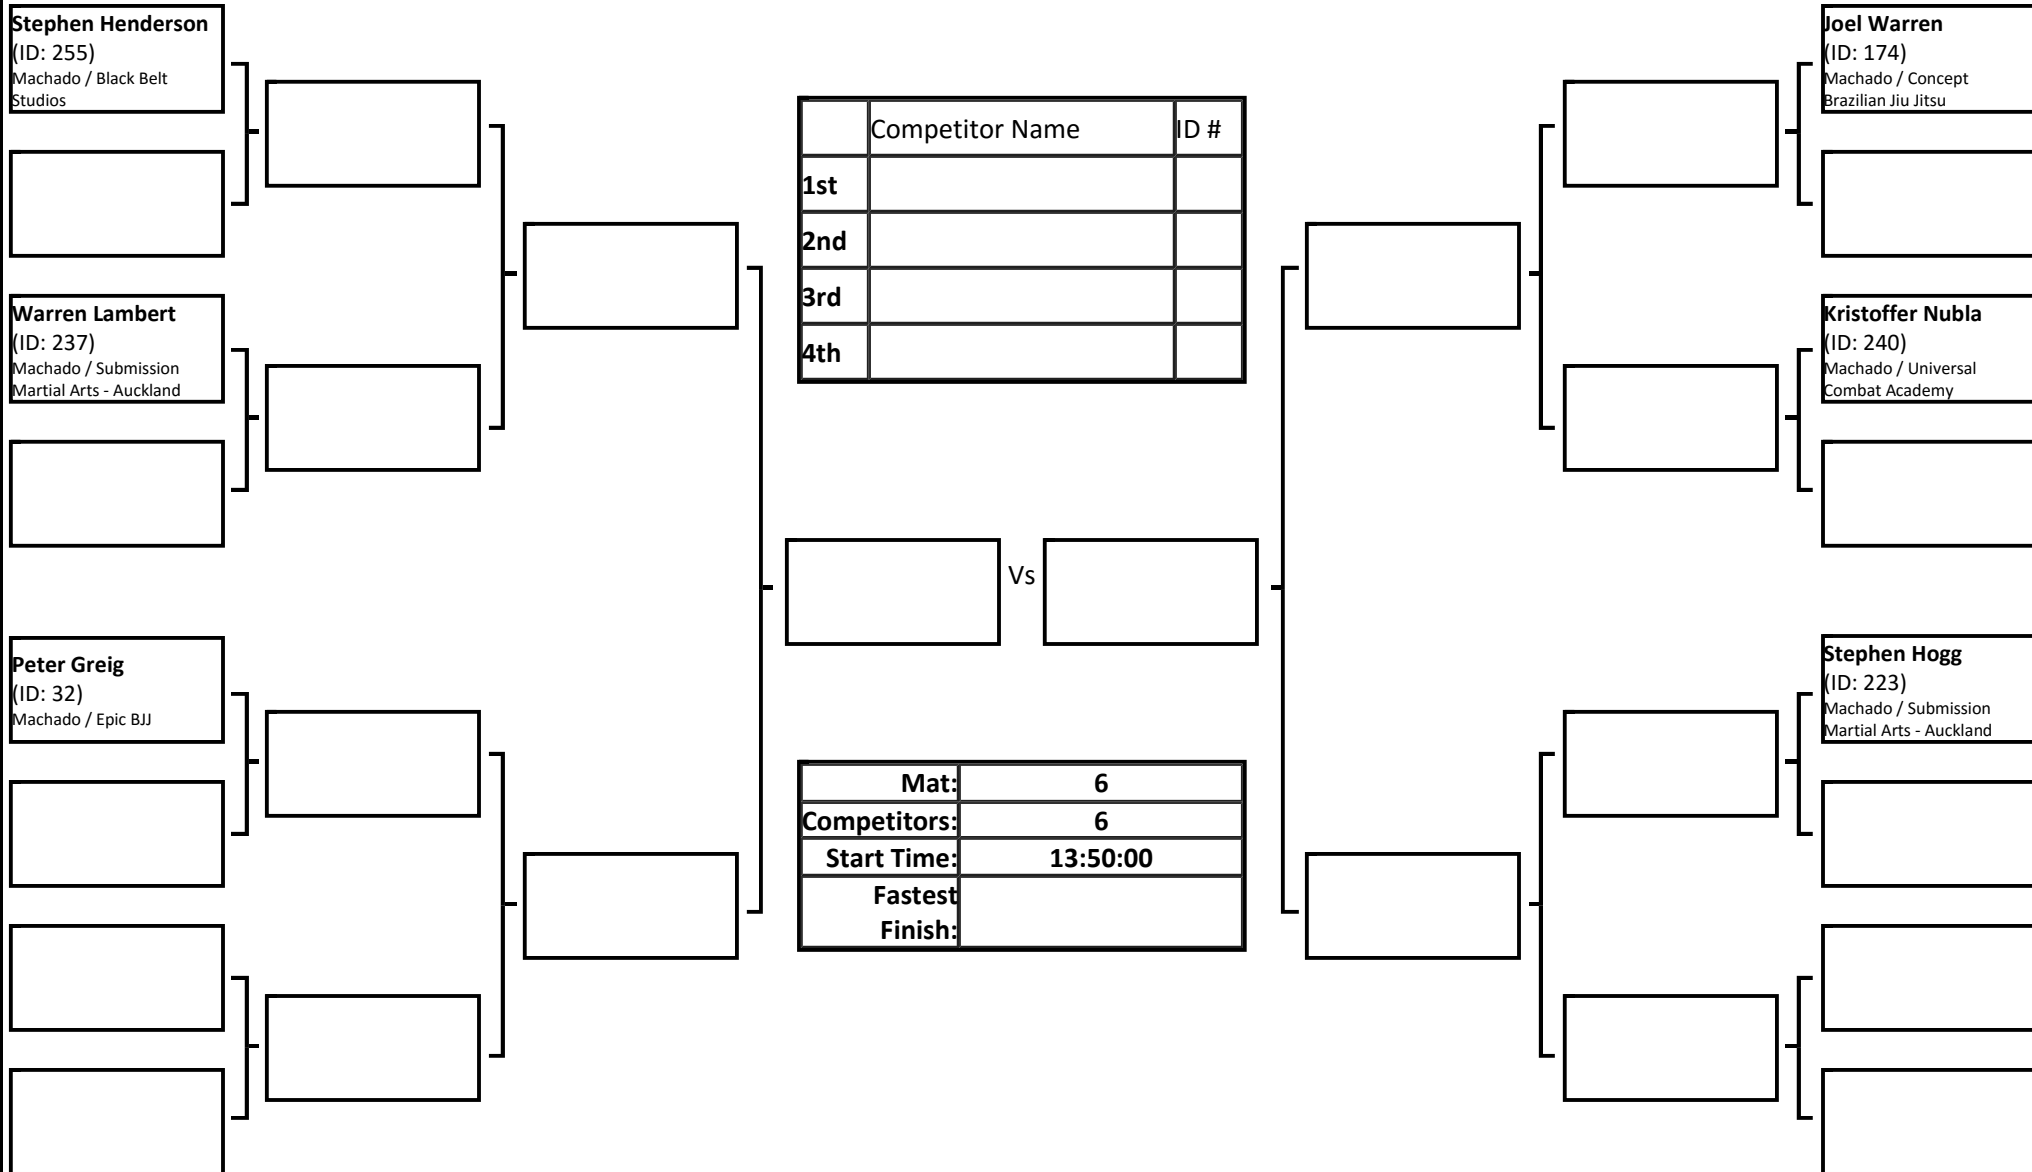 Stephen Henderson
(ID: 255)
Machado / Black Belt
Studios
Warren Lambert
(ID: 237)
Machado / Submission
Martial Arts - Auckland
Peter Greig
(ID: 32)
Machado / Epic BJJ
Competitor Name ID #
1st
2nd
3rd
4th
Vs
Mat: 6
Competitors: 6
Start Time: 13:50:00
Fastest
Finish:
Joel Warren
(ID: 174)
Machado / Concept
Brazilian Jiu Jitsu
Kristoffer Nubla
(ID: 240)
Machado / Universal
Combat Academy
Stephen Hogg
(ID: 223)
Machado / Submission
Martial Arts - Auckland